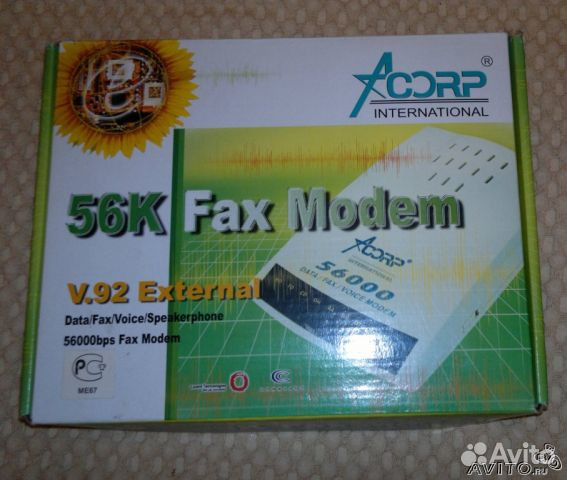 ACORP ®
INTERNATIONAL
56K Fax Modem
ACORP ®
INTERNATIONAL
56000
DATA / FAX / VOICE MODEM
V.92 External
Data/Fax/Voice/Speakerphone
56000bps Fax Modem
ME67
Avito
AVITO.RU